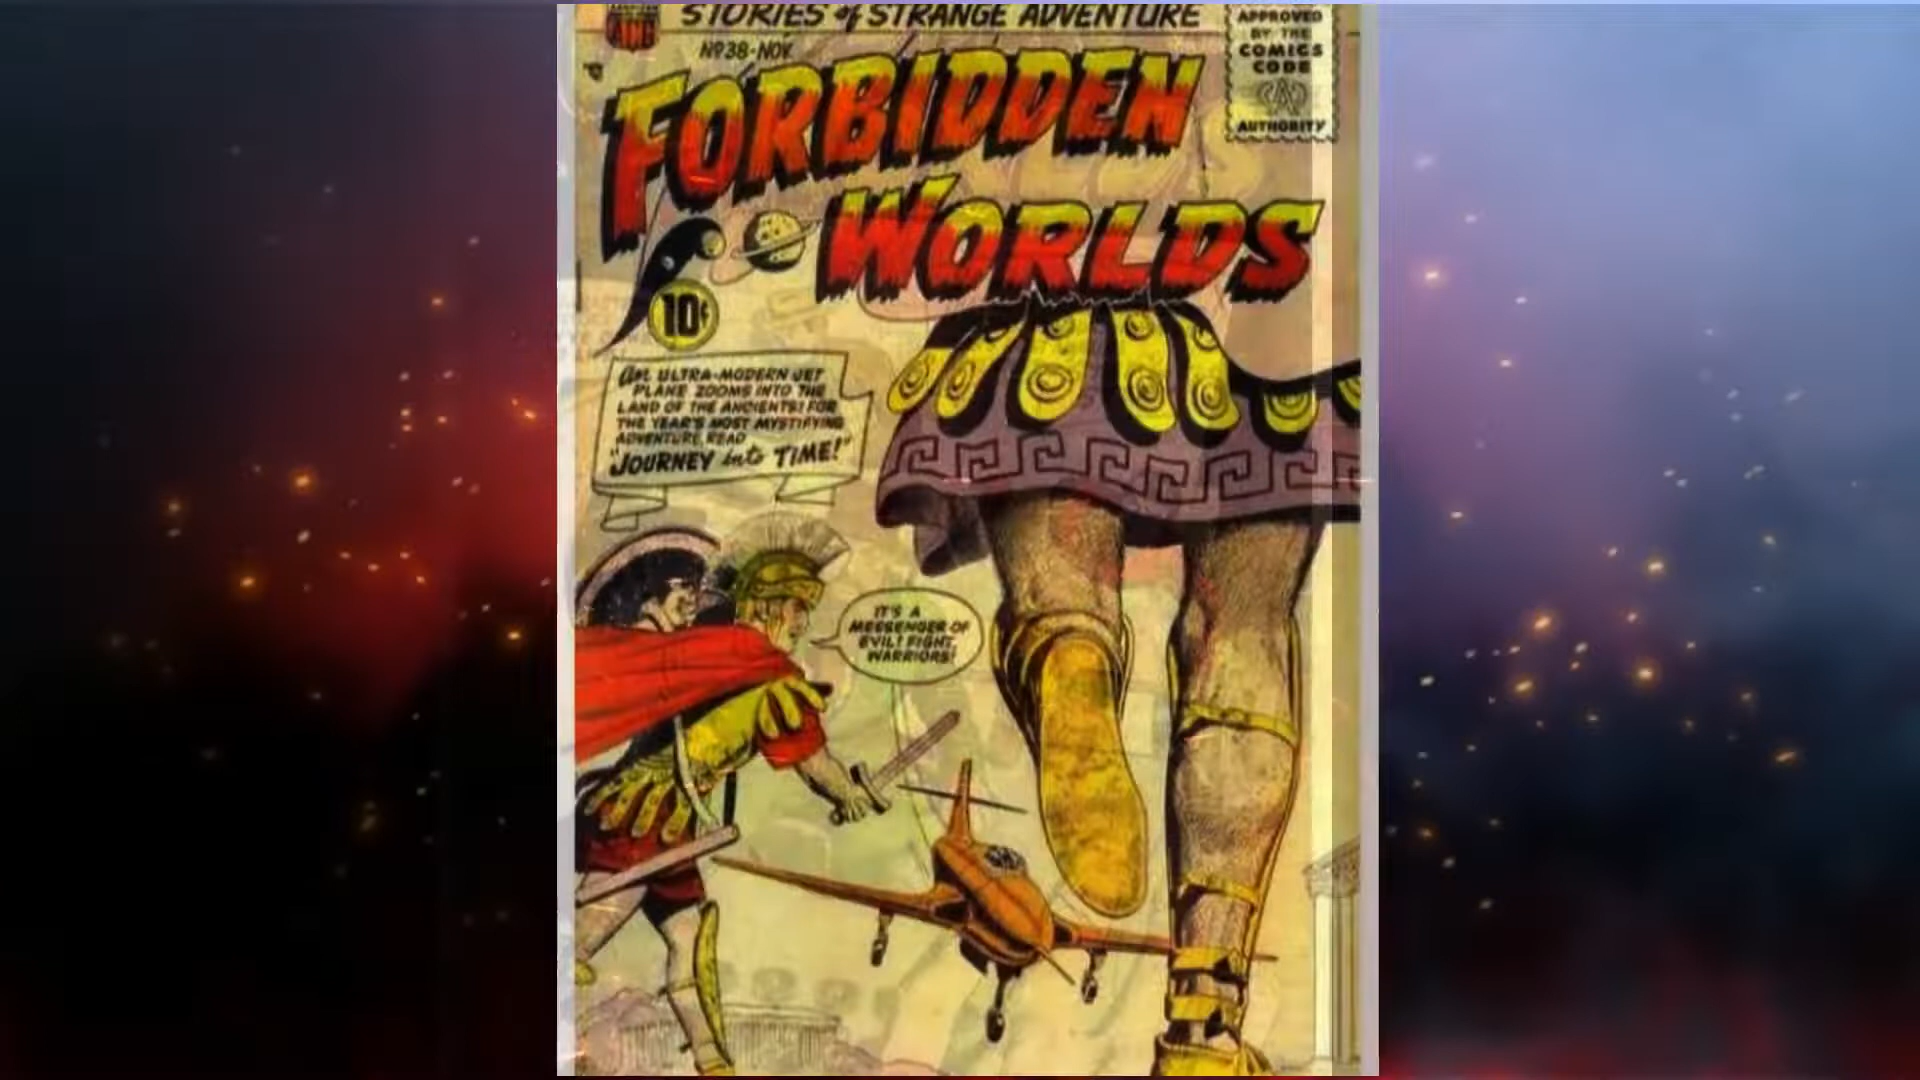 STORIES of STRANGE ADVENTURE
Nº38-NOV.
APPROVED
BY THE
COMICS
CODE
AUTHORITY
FORBIDDEN
WORLDS
10¢
An ULTRA-MODERN JET
PLANE ZOOMS INTO THE
LAND OF THE ANCIENTS! FOR
THE YEAR'S MOST MYSTIFYING
ADVENTURE, READ
"JOURNEY into TIME!"
IT'S A
MESSENGER OF
EVIL! FIGHT,
WARRIORS!